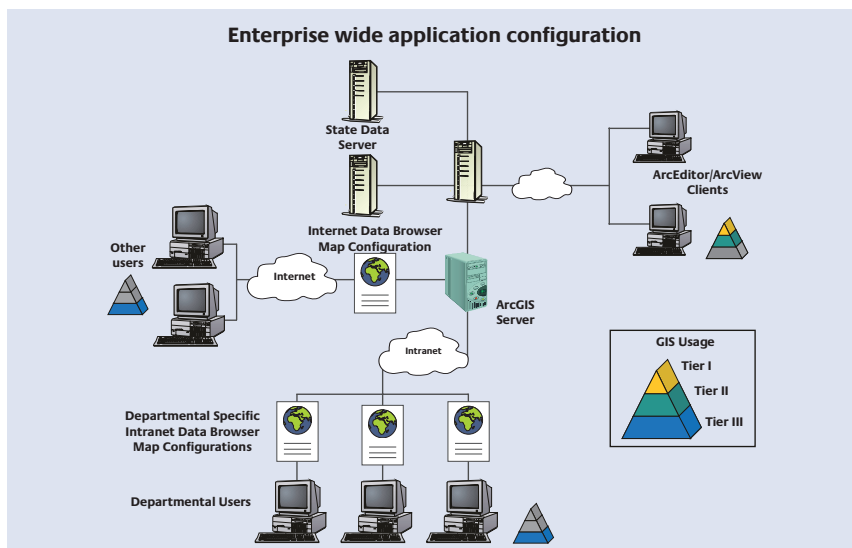 Enterprise wide application configuration
State Data
Server
ArcEditor/ArcView
Clients
Internet Data Browser
Map Configuration
Other
users
Internet
ArcGIS
Server
Intranet
GIS Usage
Tier I
Tier II
Tier III
Departmental Specific
Intranet Data Browser
Map Configurations
Departmental Users